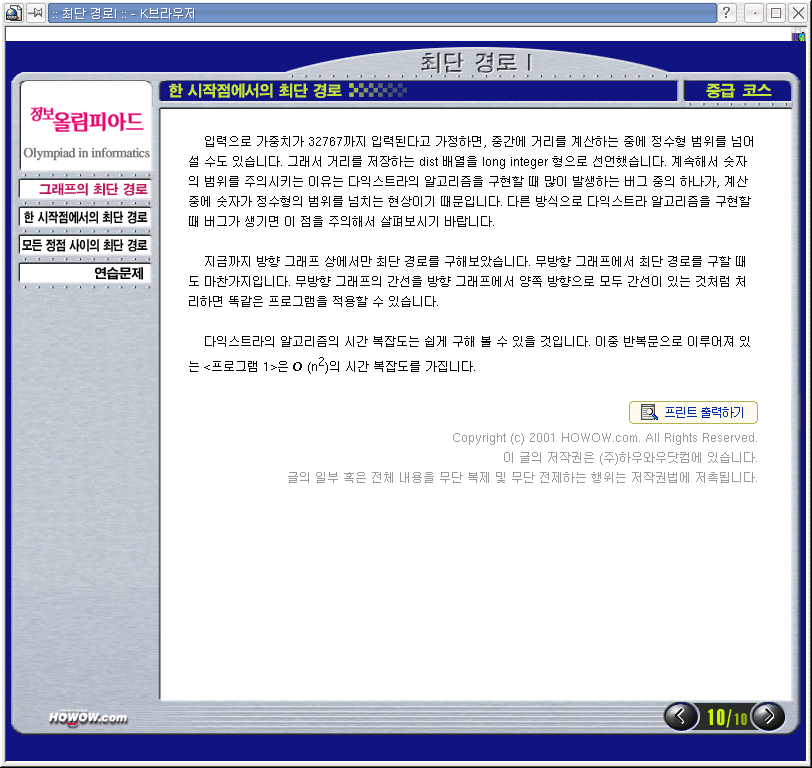 :: 최단 경로I :: - K브라우저
최단 경로 I
한 시작점에서의 최단 경로
중급 코스
정보올림피아드
Olympiad in informatics
그래프의 최단 경로
한 시작점에서의 최단 경로
모든 정점 사이의 최단 경로
연습문제
입력으로 가중치가 32767까지 입력된다고 가정하면, 중간에 거리를 계산하는 중에 정수형 범위를 넘어
설 수도 있습니다. 그래서 거리를 저장하는 dist 배열을 long integer 형으로 선언했습니다. 계속해서 숫자
의 범위를 주의시키는 이유는 다익스트라의 알고리즘을 구현할 때 많이 발생하는 버그 중의 하나가, 계산
중에 숫자가 정수형의 범위를 넘치는 현상이기 때문입니다. 다른 방식으로 다익스트라 알고리즘을 구현할
때 버그가 생기면 이 점을 주의해서 살펴보시기 바랍니다.
지금까지 방향 그래프 상에서만 최단 경로를 구해보았습니다. 무방향 그래프에서 최단 경로를 구할 때
도 마찬가지입니다. 무방향 그래프의 간선을 방향 그래프에서 양쪽 방향으로 모두 간선이 있는 것처럼 처
리하면 똑같은 프로그램을 적용할 수 있습니다.
다익스트라의 알고리즘의 시간 복잡도는 쉽게 구해 볼 수 있을 것입니다. 이중 반복문으로 이루어져 있
는 <프로그램 1>은 O (n²)의 시간 복잡도를 가집니다.
프린트 출력하기
Copyright (c) 2001 HOWOW.com. All Rights Reserved.
이 글의 저작권은 (주)하우와우닷컴에 있습니다.
글의 일부 혹은 전체 내용을 무단 복제 및 무단 전제하는 행위는 저작권법에 저촉됩니다.
HOWOW.com
10/10